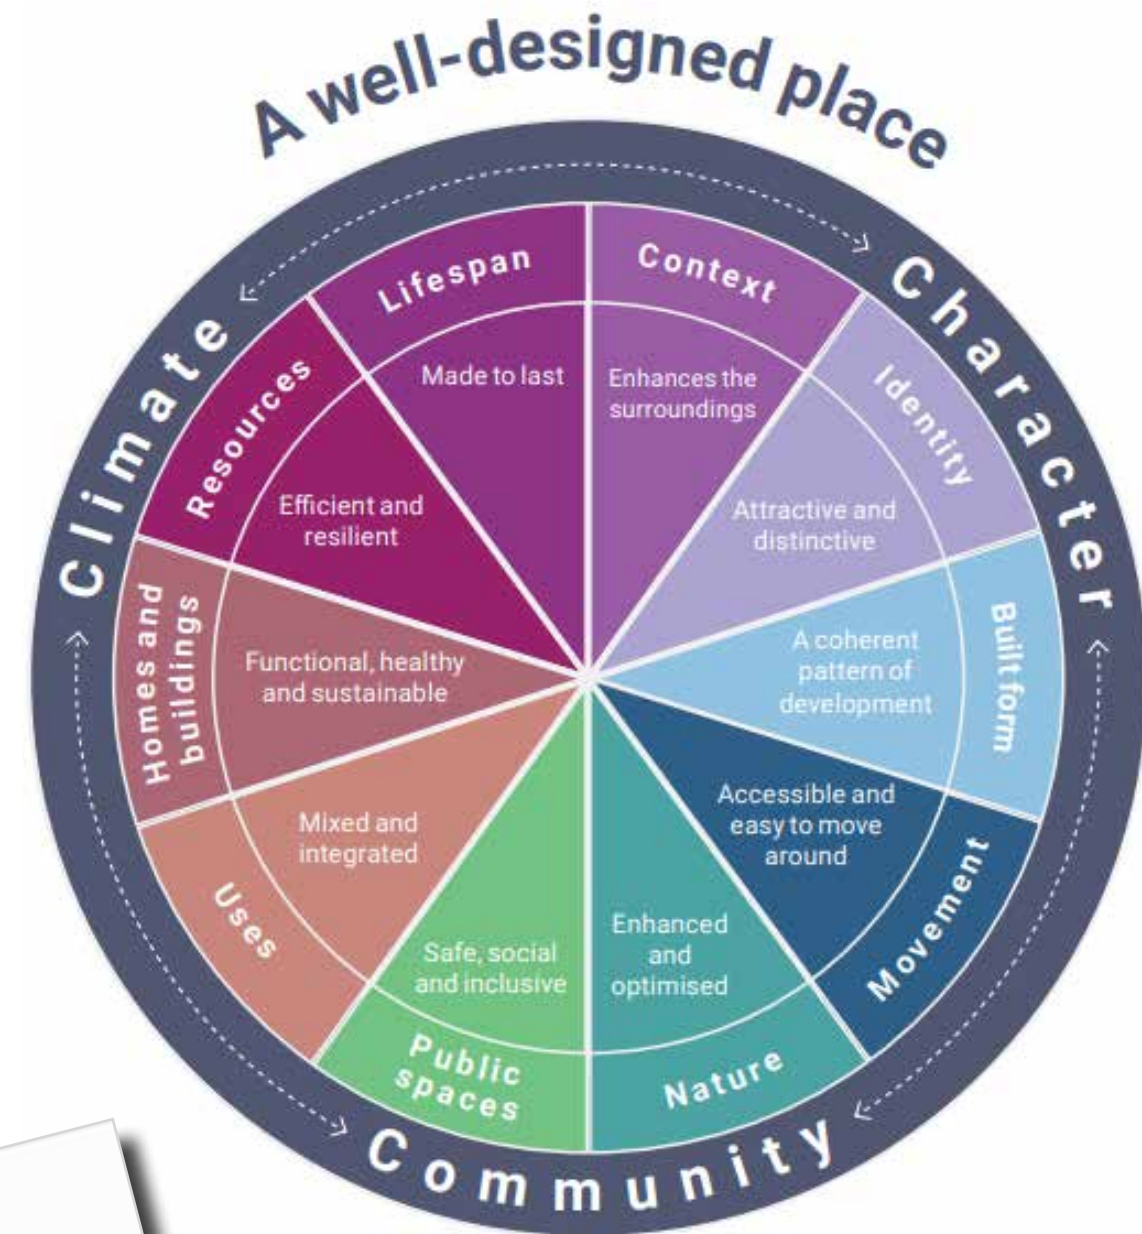 A well-designed place
Climate
Character
Community
Lifespan
Made to last
Context
Enhances the
surroundings
Identity
Attractive and
distinctive
Built form
A coherent
pattern of
development
Movement
Accessible and
easy to move
around
Nature
Enhanced
and
optimised
Public
spaces
Safe, social
and inclusive
Uses
Mixed and
integrated
Homes and
buildings
Functional, healthy
and sustainable
Resources
Efficient and
resilient